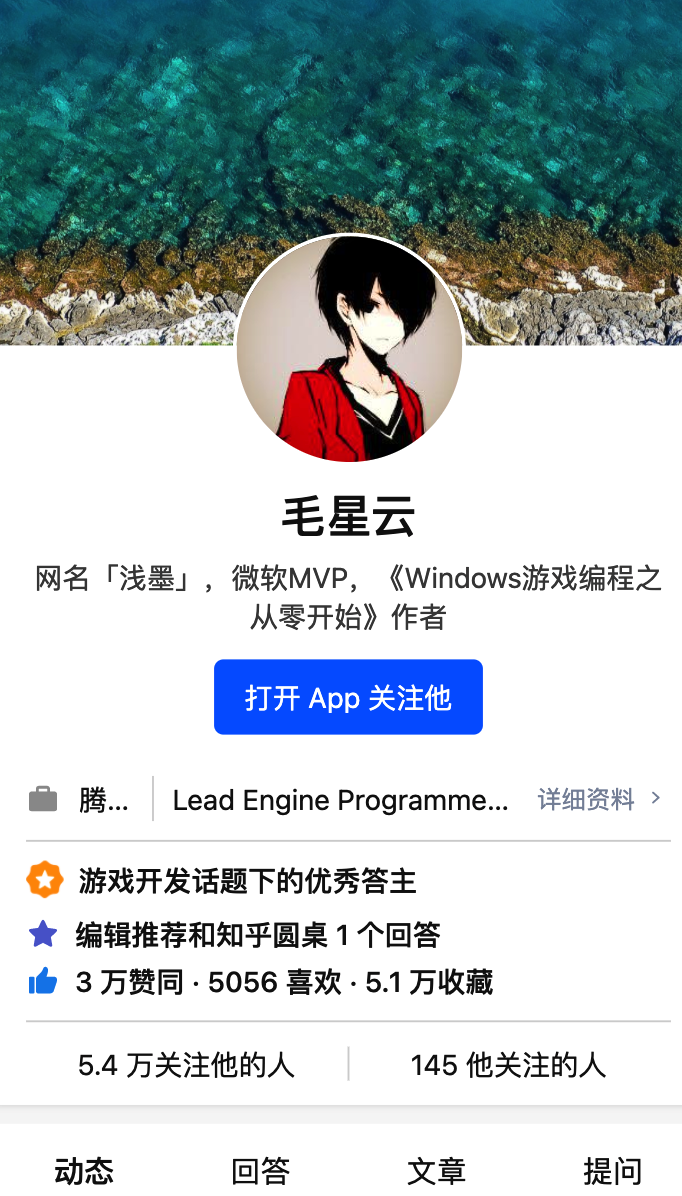 毛星云
网名「浅墨」，微软MVP，《Windows游戏编程之
从零开始》作者
打开 App 关注他
腾... Lead Engine Programme... 详细资料
游戏开发话题下的优秀答主
编辑推荐和知乎圆桌 1 个回答
3 万赞同 · 5056 喜欢 · 5.1 万收藏
5.4 万关注他的人 145 他关注的人
动态 回答 文章 提问